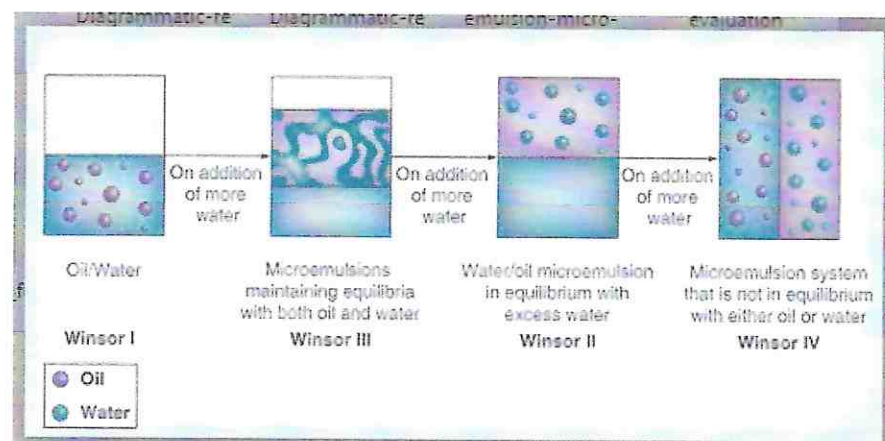 Diagrammatic-re Diagrammatic-re emulsion-micro- evaluation
On addition
of more
water
On addition
of more
water
On addition
of more
water
Oil/Water
Winsor I
Microemulsions
maintaining equilibria
with both oil and water
Winsor III
Water/oil microemulsion
in equilibrium with
excess water
Winsor II
Microemulsion system
that is not in equilibrium
with either oil or water
Winsor IV
Oil
Water